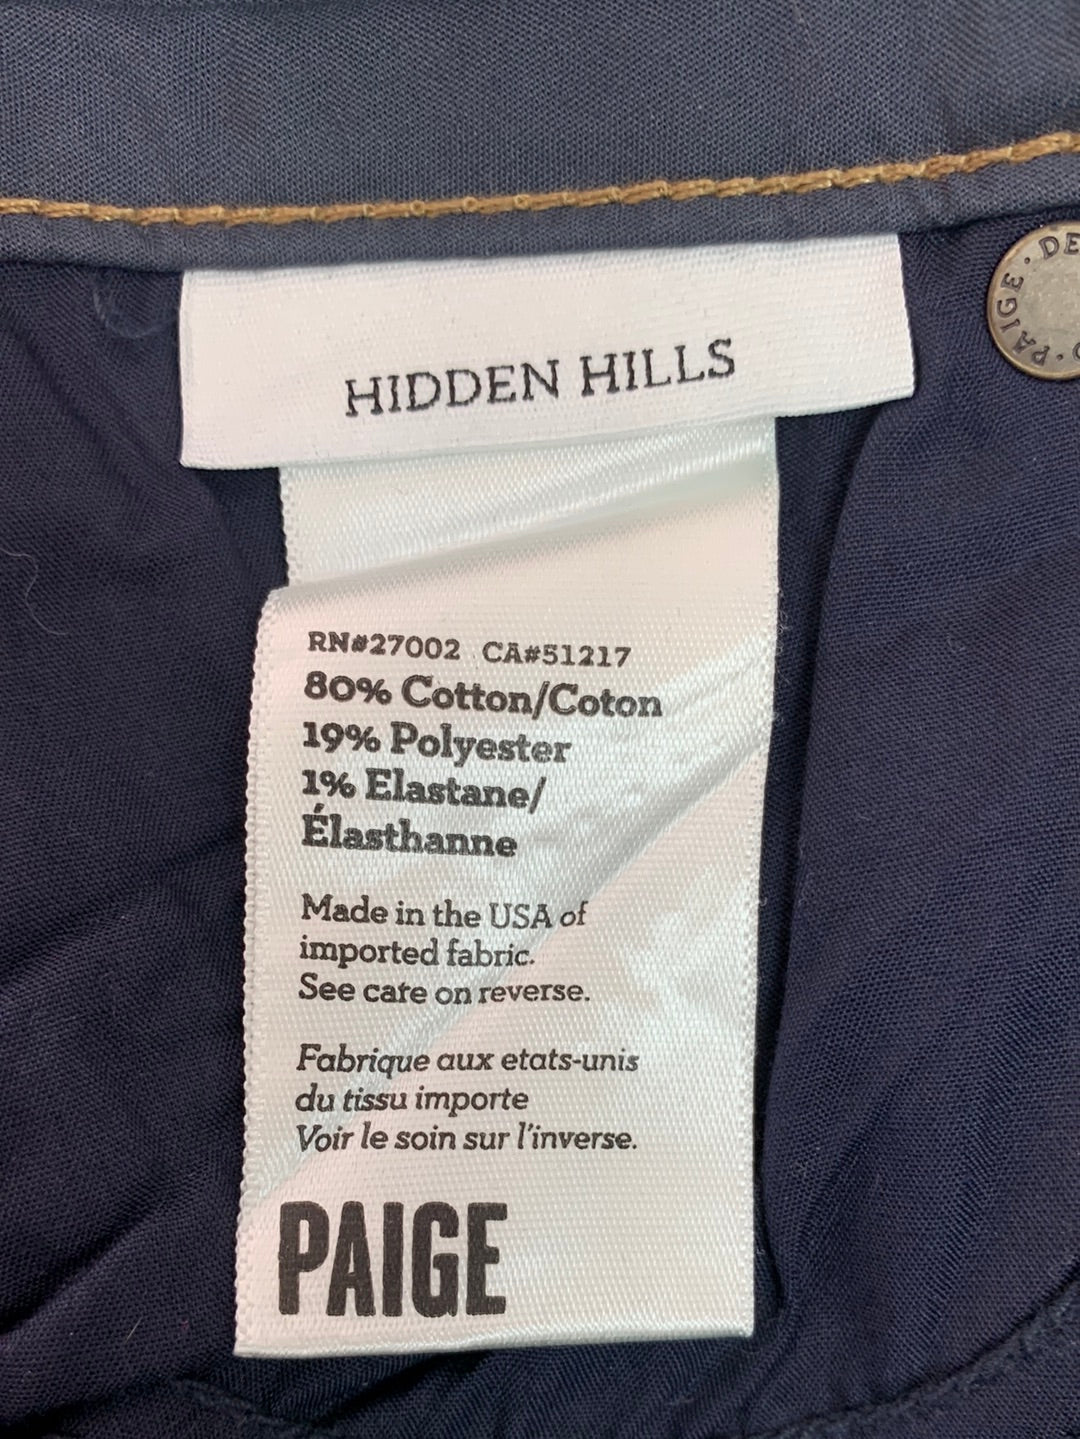 HIDDEN HILLS
PAIGE · DE
RN#27002 CA#51217
80% Cotton/Coton
19% Polyester
1% Elastane/
Élasthanne
Made in the USA of
imported fabric.
See care on reverse.
Fabrique aux etats-unis
du tissu importe
Voir le soin sur l'inverse.
PAIGE